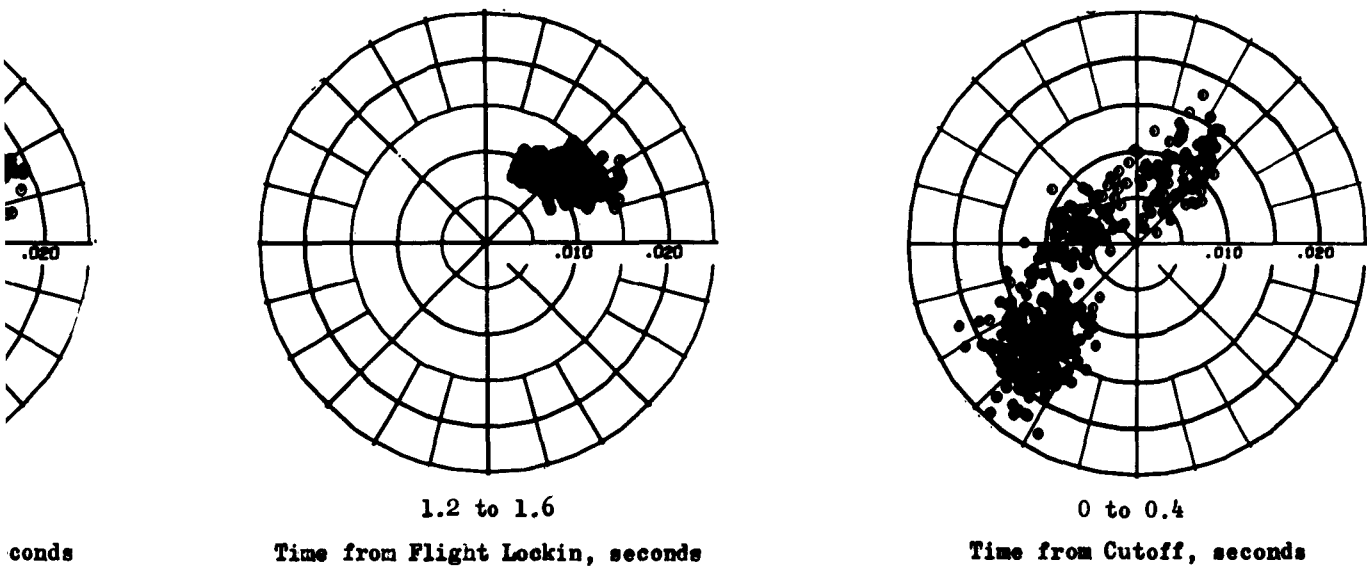 .020
.010 .020
.010 .020
1.2 to 1.6
0 to 0.4
conds
Time from Flight Lockin, seconds
Time from Cutoff, seconds